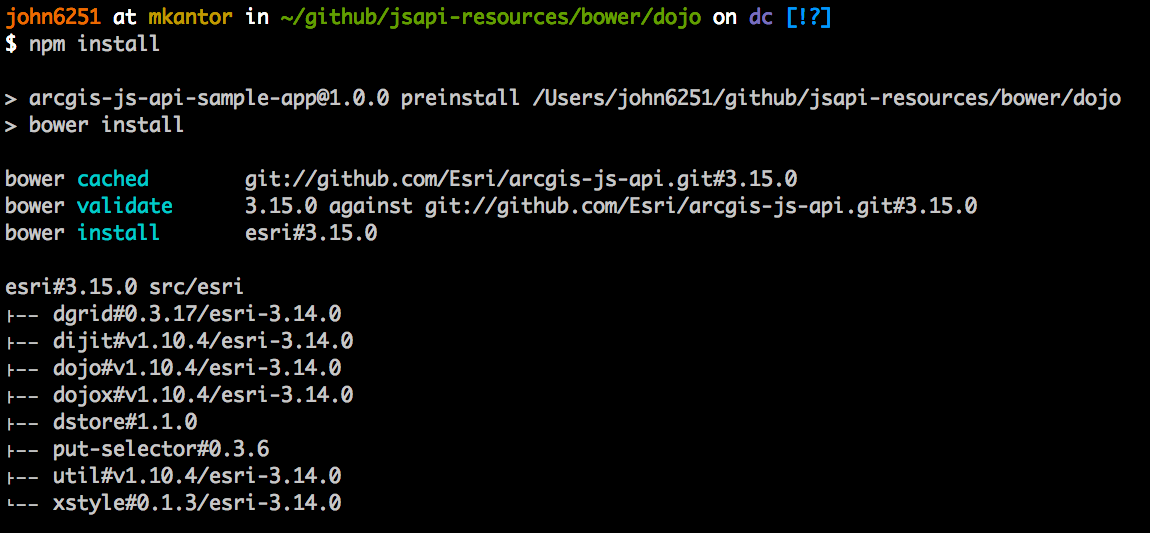 john6251 at mkantor in ~/github/jsapi-resources/bower/dojo on dc [!?]
$ npm install
> arcgis-js-api-sample-app@1.0.0 preinstall /Users/john6251/github/jsapi-resources/bower/dojo
> bower install
bower cached git://github.com/Esri/arcgis-js-api.git#3.15.0
bower validate 3.15.0 against git://github.com/Esri/arcgis-js-api.git#3.15.0
bower install esri#3.15.0
esri#3.15.0 src/esri
├── dgrid#0.3.17/esri-3.14.0
├── dijit#v1.10.4/esri-3.14.0
├── dojo#v1.10.4/esri-3.14.0
├── dojox#v1.10.4/esri-3.14.0
├── dstore#1.1.0
├── put-selector#0.3.6
├── util#v1.10.4/esri-3.14.0
└── xstyle#0.1.3/esri-3.14.0